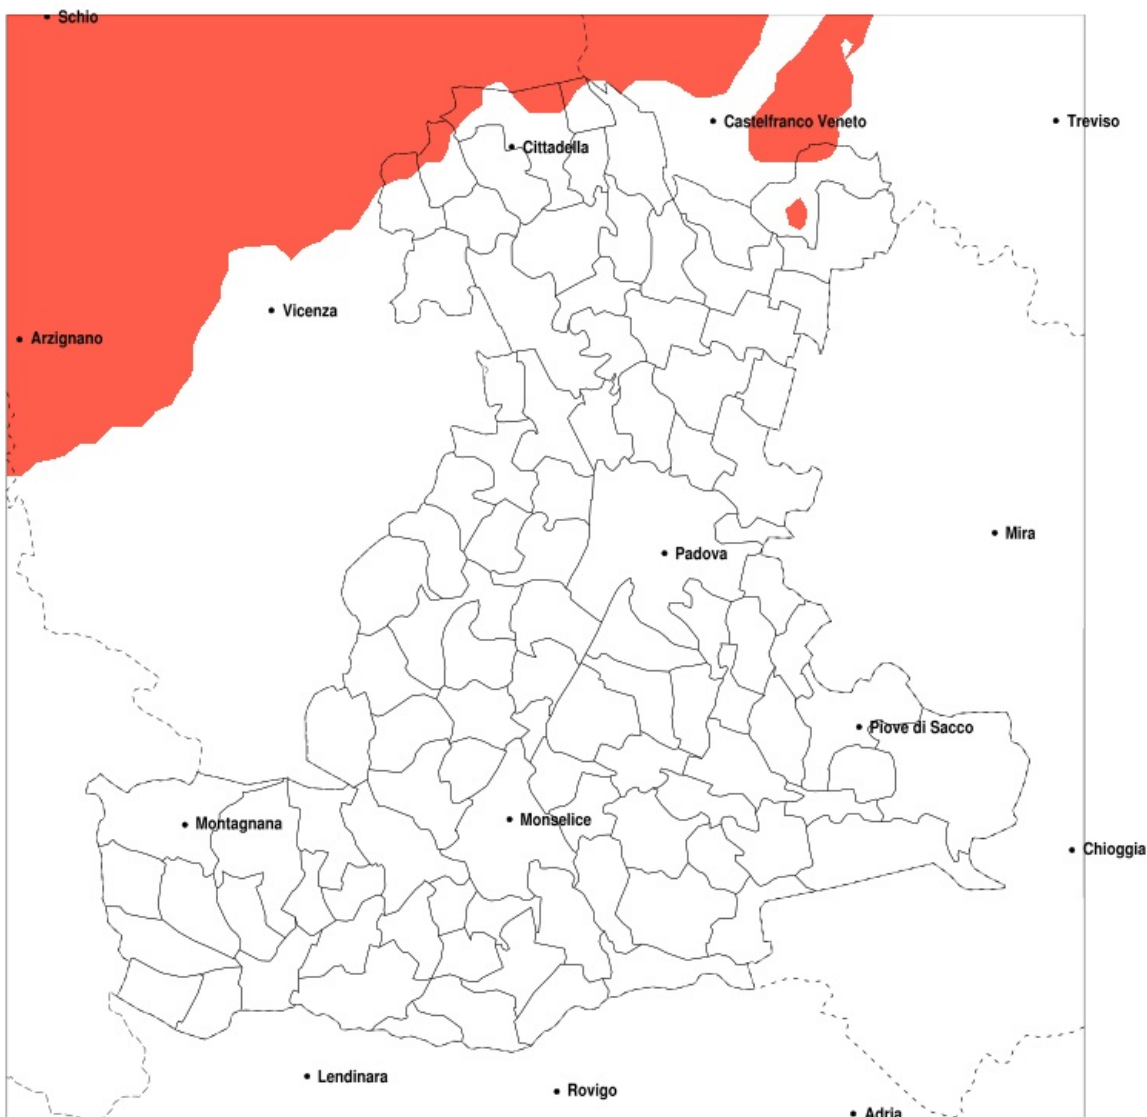 Schio
Castelfranco Veneto
Treviso
Cittadella
Vicenza
Arzignano
Mira
Padova
Piove di Sacco
Monselice
Montagnana
Chioggia
Lendinara
Rovigo
Adria